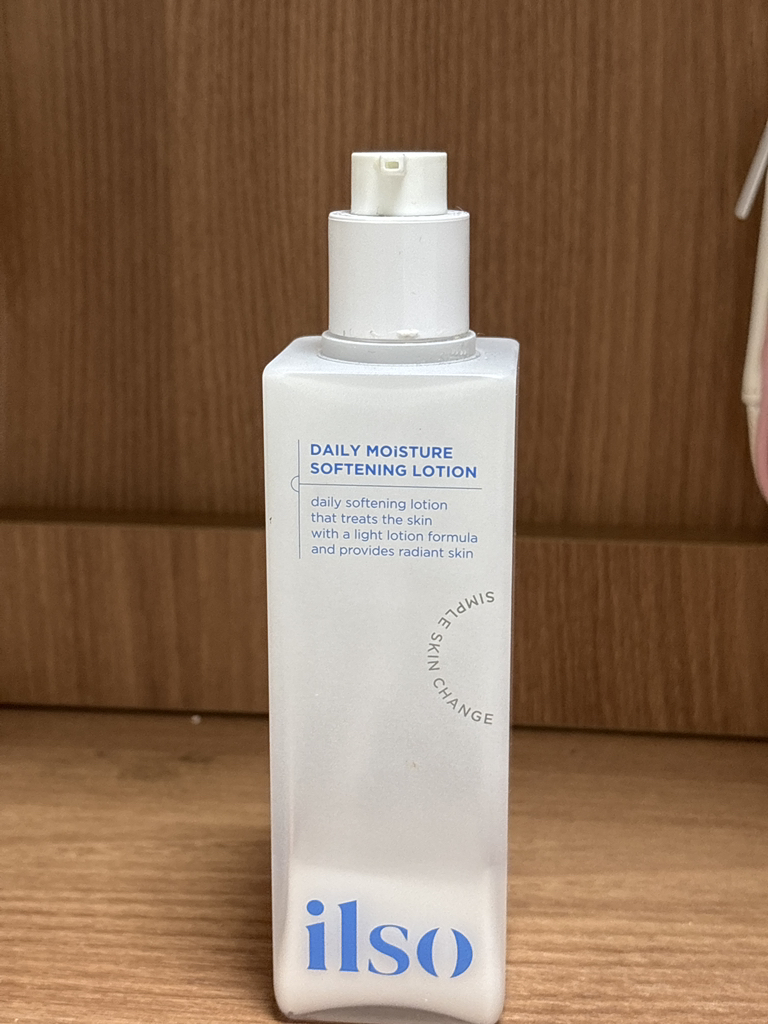 DAILY MOiSTURE
SOFTENING LOTION
daily softening lotion
that treats the skin
with a light lotion formula
and provides radiant skin
SIMPLE SKIN CHANGE
ilso